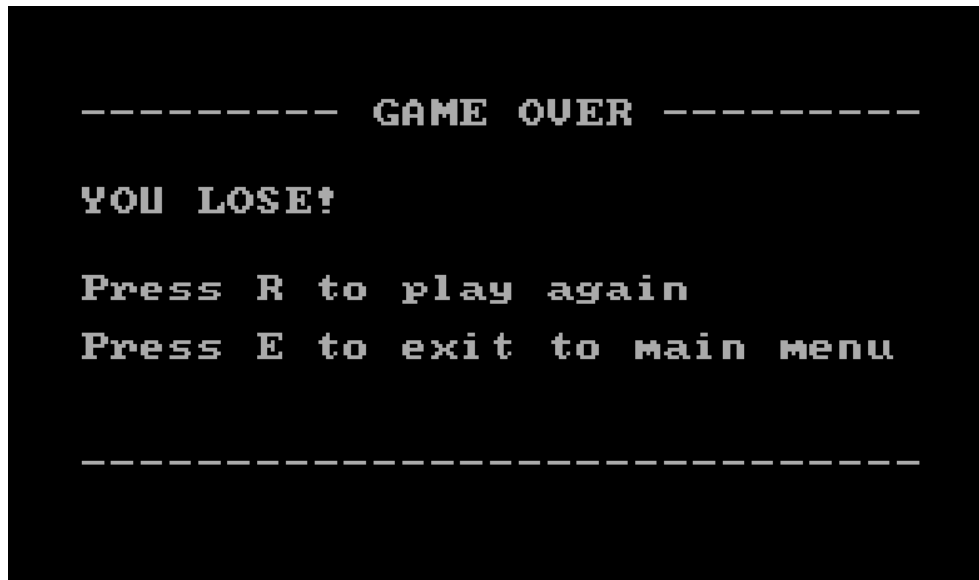 --------- GAME OVER ---------
YOU LOSE!
Press R to play again
Press E to exit to main menu
-----------------------------